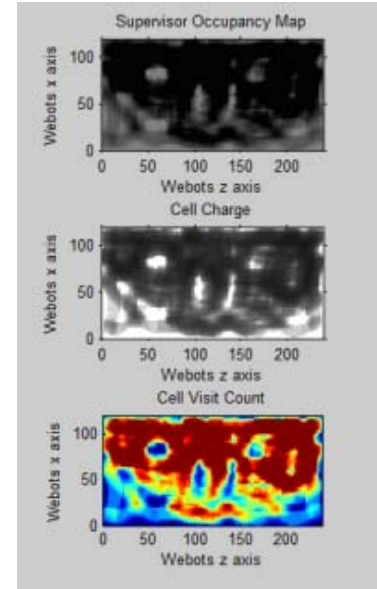 Supervisor Occupancy Map
Webots x axis
100
50
0
0 50 100 150 200
Webots z axis
Cell Charge
Webots x axis
100
50
0
0 50 100 150 200
Webots z axis
Cell Visit Count
Webots x axis
100
50
0
0 50 100 150 200
Webots z axis